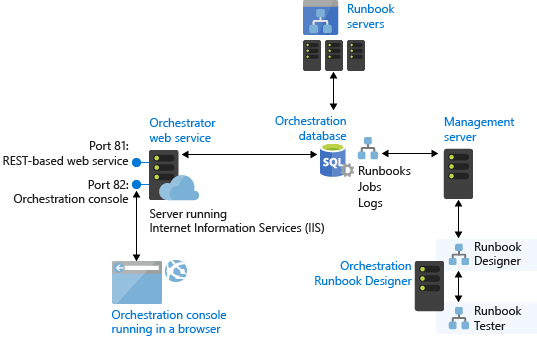 Runbook
servers
Orchestrator
web service
Orchestration
database
Management
server
Port 81:
REST-based web service
Port 82:
Orchestration console
SQL
Runbooks
Jobs
Logs
Server running
Internet Information Services (IIS)
Runbook
Designer
Orchestration
Runbook Designer
Runbook
Tester
Orchestration console
running in a browser